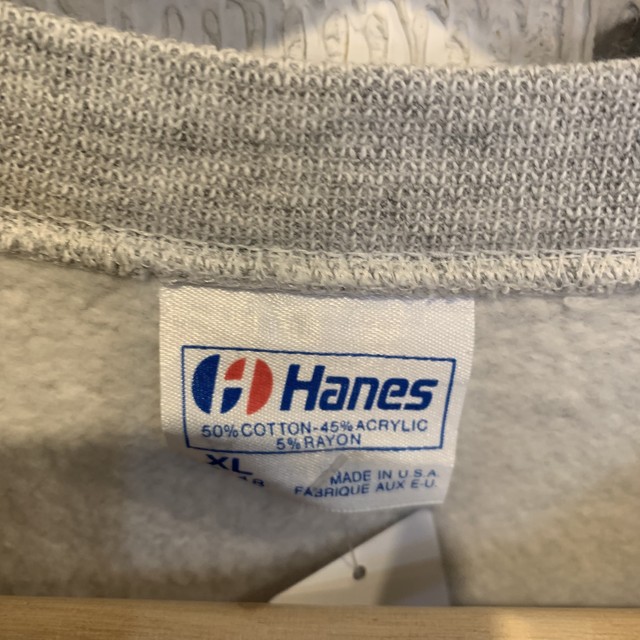 Hanes
50% COTTON-45% ACRYLIC
5% RAYON
XL
MADE IN U.S.A
FABRIQUE AUX E-U.